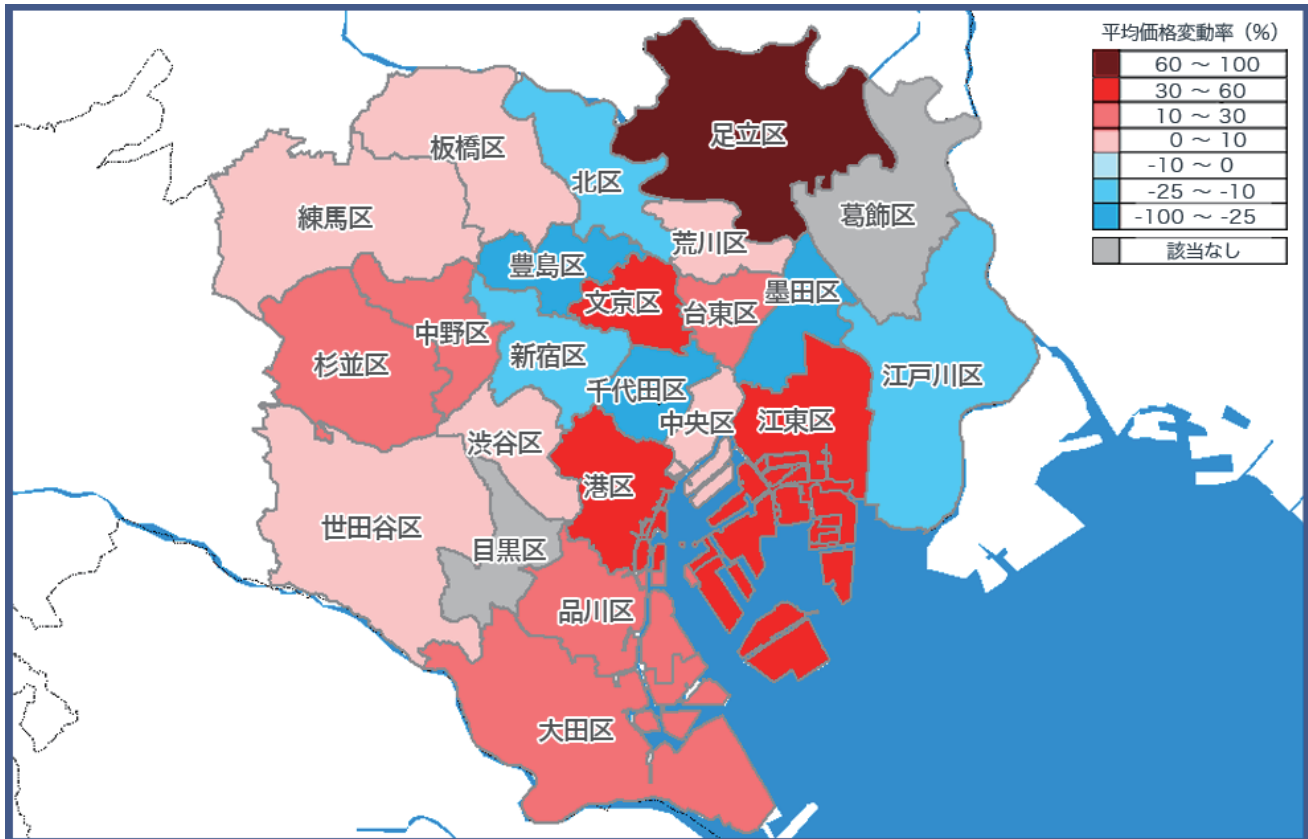 平均価格変動率（%）
60 ～ 100
30 ～ 60
10 ～ 30
0 ～ 10
-10 ～ 0
-25 ～ -10
-100 ～ -25
該当なし
足立区
板橋区
北区
葛飾区
練馬区
荒川区
豊島区
文京区
墨田区
台東区
中野区
新宿区
杉並区
江戸川区
千代田区
中央区
江東区
渋谷区
港区
世田谷区
目黒区
品川区
大田区